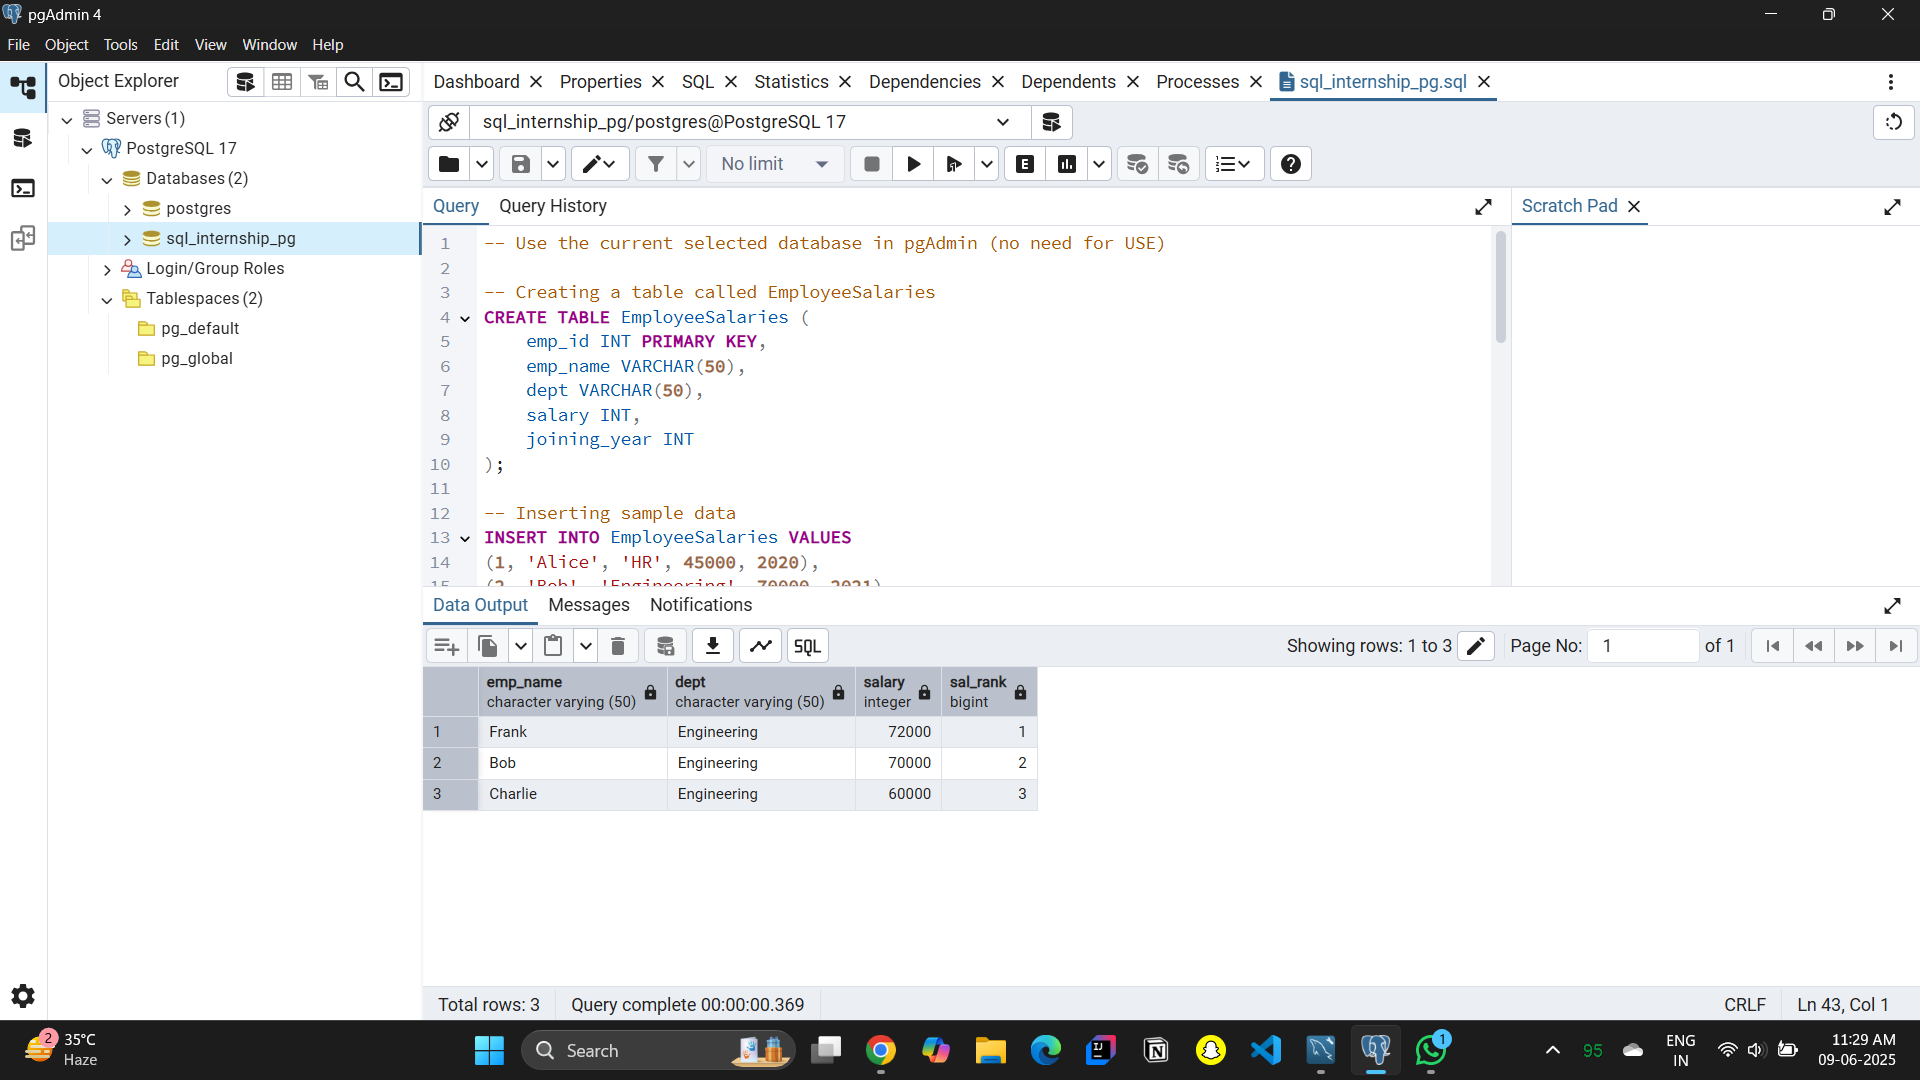 pgAdmin 4
File Object Tools Edit View Window Help
Object Explorer
Servers (1)
PostgreSQL 17
Databases (2)
postgres
sql_internship_pg
Login/Group Roles
Tablespaces (2)
pg_default
pg_global
Dashboard Properties SQL Statistics Dependencies Dependents Processes sql_internship_pg.sql
sql_internship_pg/postgres@PostgreSQL 17
No limit
E
Query Query History
Scratch Pad
1 -- Use the current selected database in pgAdmin (no need for USE)
2
3 -- Creating a table called EmployeeSalaries
4 CREATE TABLE EmployeeSalaries (
5 emp_id INT PRIMARY KEY,
6 emp_name VARCHAR(50),
7 dept VARCHAR(50),
8 salary INT,
9 joining_year INT
10 );
11
12 -- Inserting sample data
13 INSERT INTO EmployeeSalaries VALUES
14 (1, 'Alice', 'HR', 45000, 2020),
15 (2, 'Bob', 'Engineering', 70000, 2021)
Data Output Messages Notifications
SQL
Showing rows: 1 to 3 Page No: 1 of 1
emp_name dept salary sal_rank
character varying (50) character varying (50) integer bigint
1 Frank Engineering 72000 1
2 Bob Engineering 70000 2
3 Charlie Engineering 60000 3
Total rows: 3 Query complete 00:00:00.369 CRLF Ln 43, Col 1
2
35°C
Haze
Search
IJ
1
95
ENG
IN
11:29 AM
09-06-2025